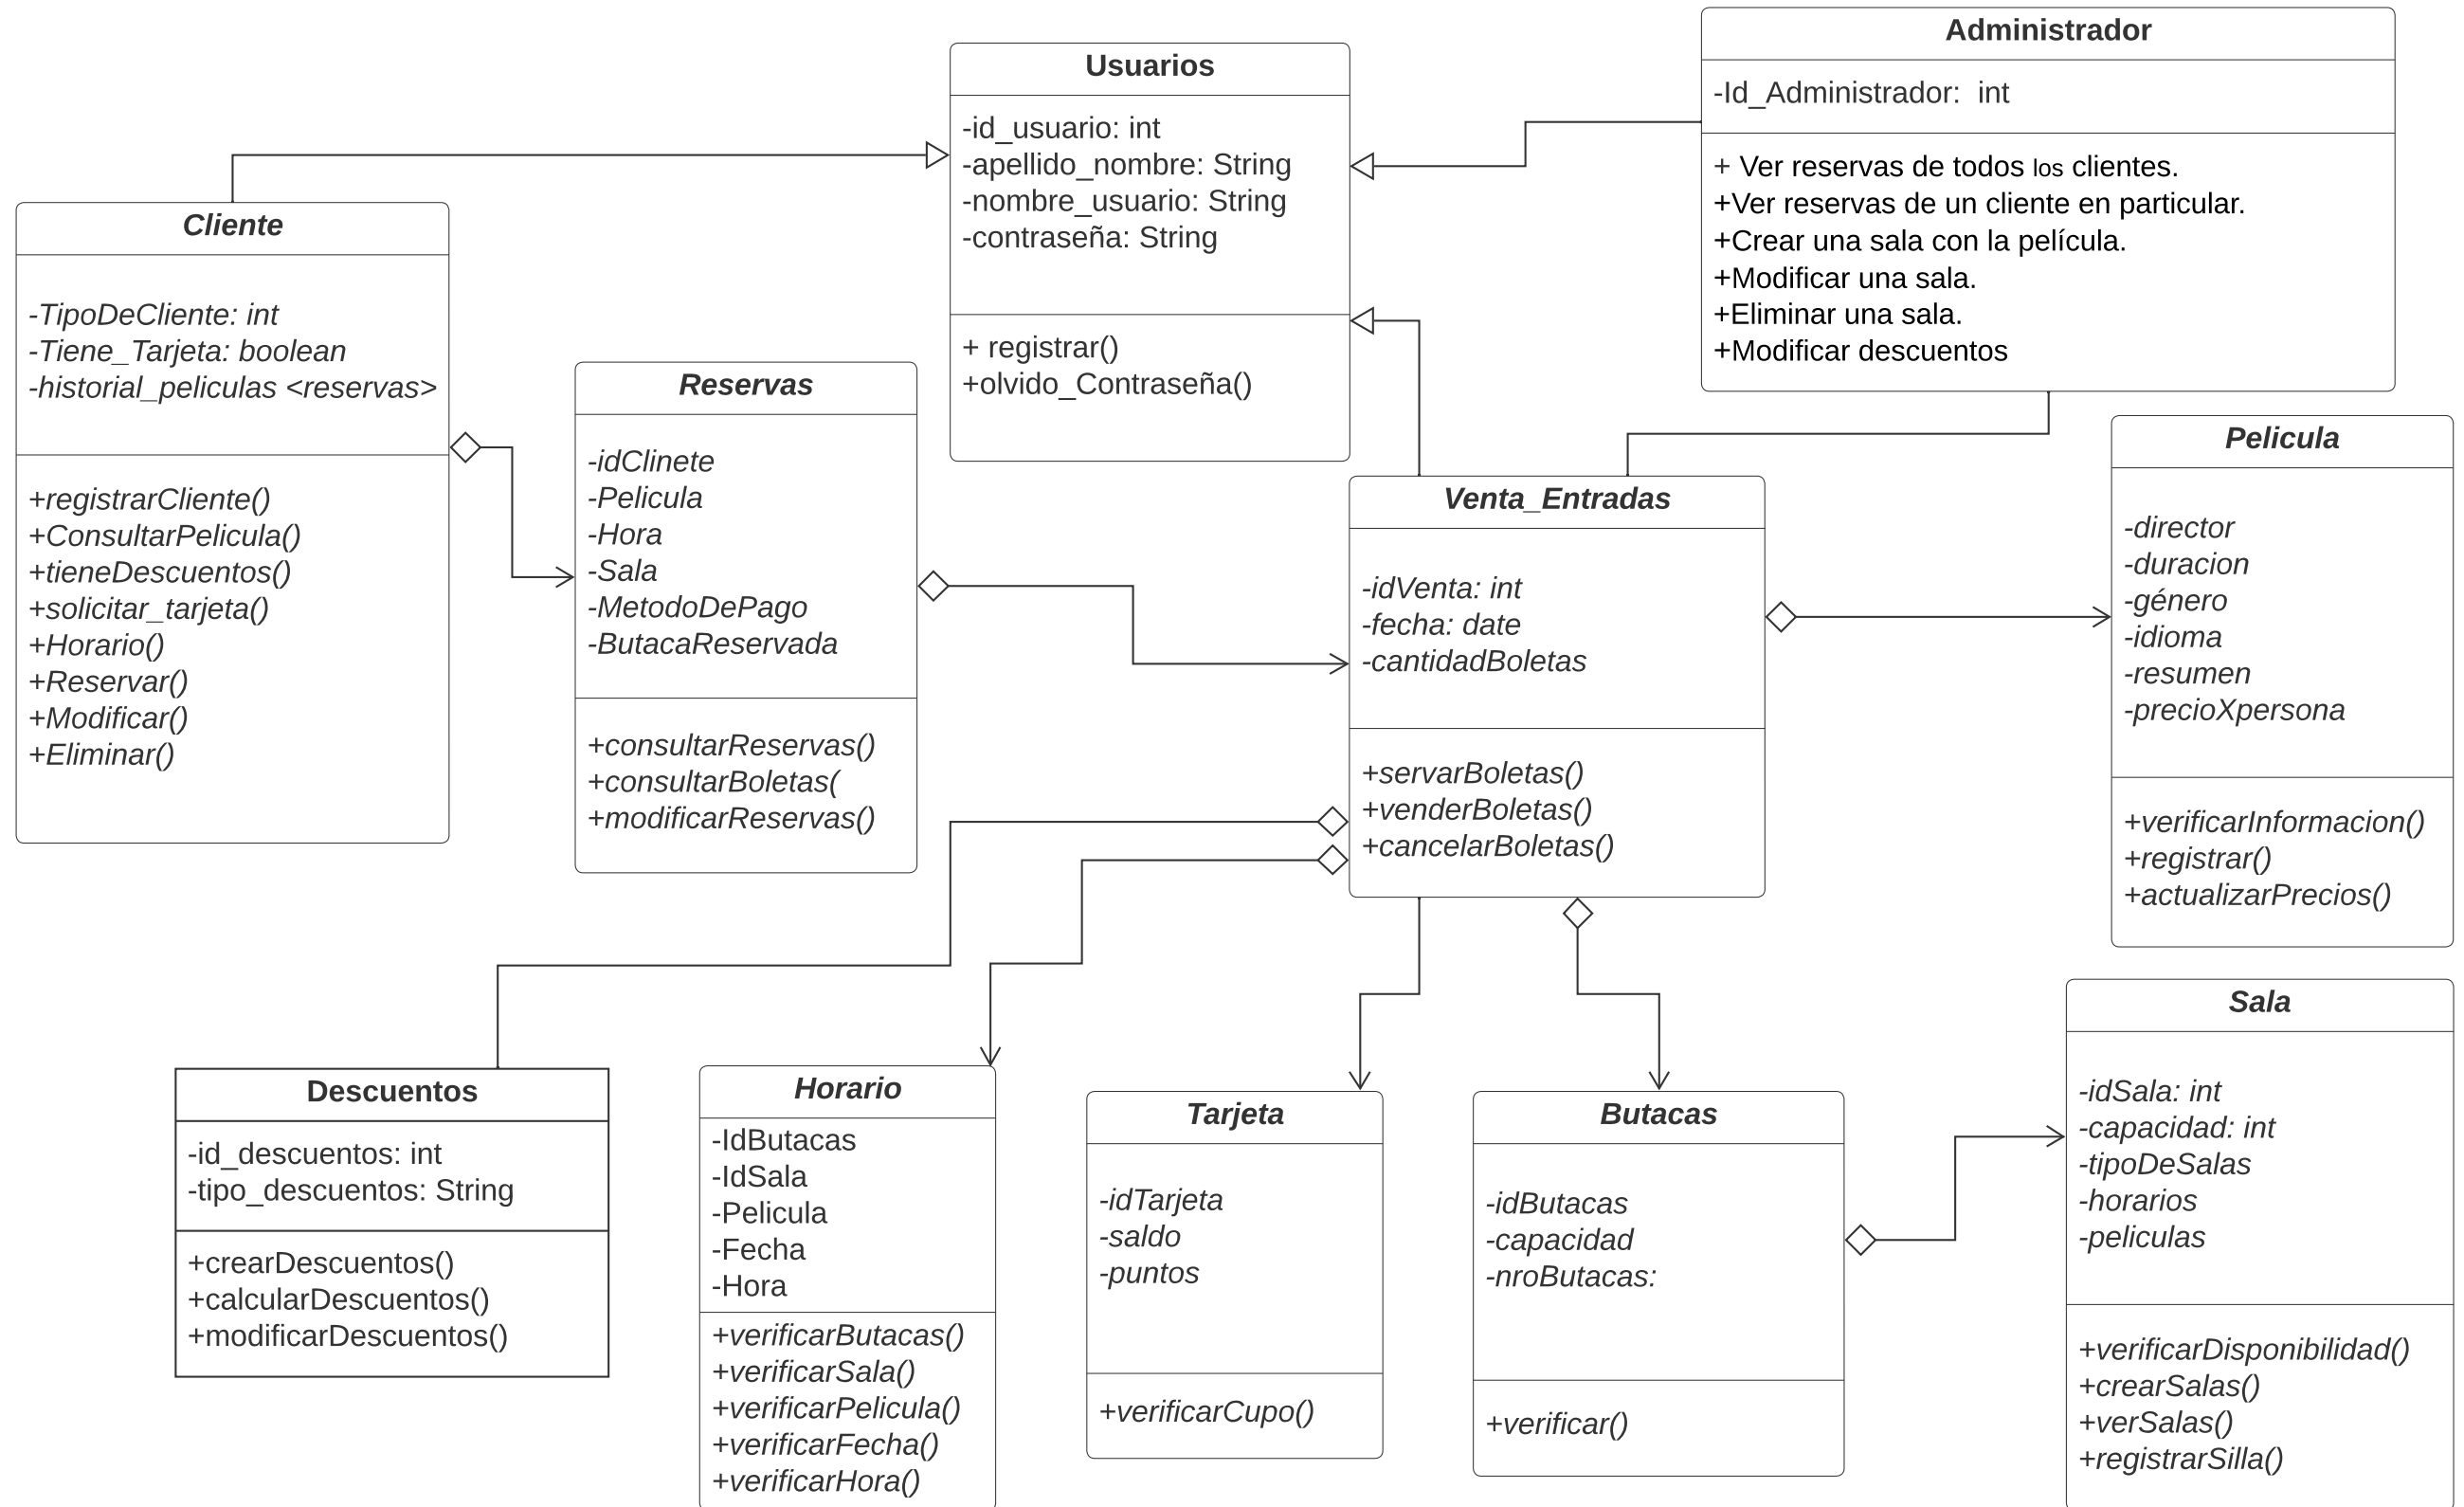 Usuarios
-id_usuario: int
-apellido_nombre: String
-nombre_usuario: String
-contraseña: String
+ registrar()
+olvido_Contraseña()
Administrador
-Id_Administrador:  int
+ Ver reservas de todos los clientes.
+Ver reservas de un cliente en particular.
+Crear una sala con la película.
+Modificar una sala.
+Eliminar una sala.
+Modificar descuentos
Cliente
-TipoDeCliente: int
-Tiene_Tarjeta: boolean
-historial_peliculas <reservas>
+registrarCliente()
+ConsultarPelicula()
+tieneDescuentos()
+solicitar_tarjeta()
+Horario()
+Reservar()
+Modificar()
+Eliminar()
Reservas
-idClinete
-Pelicula
-Hora
-Sala
-MetodoDePago
-ButacaReservada
+consultarReservas()
+consultarBoletas(
+modificarReservas()
Venta_Entradas
-idVenta: int
-fecha: date
-cantidadBoletas
+servarBoletas()
+venderBoletas()
+cancelarBoletas()
Pelicula
-director
-duracion
-género
-idioma
-resumen
-precioXpersona
+verificarInformacion()
+registrar()
+actualizarPrecios()
Descuentos
-id_descuentos: int
-tipo_descuentos: String
+crearDescuentos()
+calcularDescuentos()
+modificarDescuentos()
Horario
-IdButacas
-IdSala
-Pelicula
-Fecha
-Hora
+verificarButacas()
+verificarSala()
+verificarPelicula()
+verificarFecha()
+verificarHora()
Tarjeta
-idTarjeta
-saldo
-puntos
+verificarCupo()
Butacas
-idButacas
-capacidad
-nroButacas:
+verificar()
Sala
-idSala: int
-capacidad: int
-tipoDeSalas
-horarios
-peliculas
+verificarDisponibilidad()
+crearSalas()
+verSalas()
+registrarSilla()